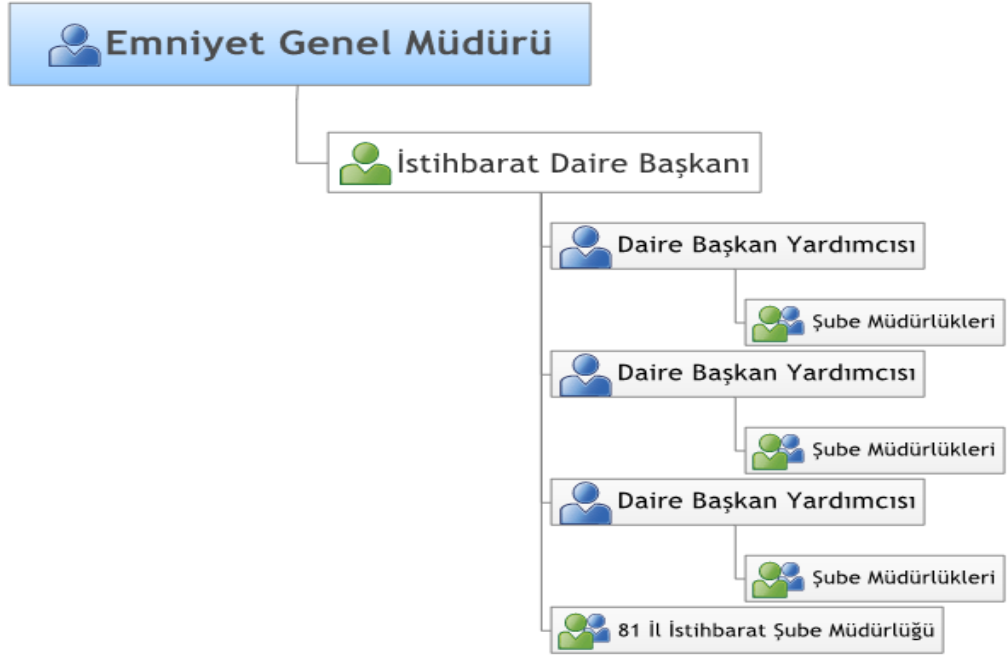 Emniyet Genel Müdürü
İstihbarat Daire Başkanı
Daire Başkan Yardımcısı
Şube Müdürlükleri
Daire Başkan Yardımcısı
Şube Müdürlükleri
Daire Başkan Yardımcısı
Şube Müdürlükleri
81 İl İstihbarat Şube Müdürlüğü